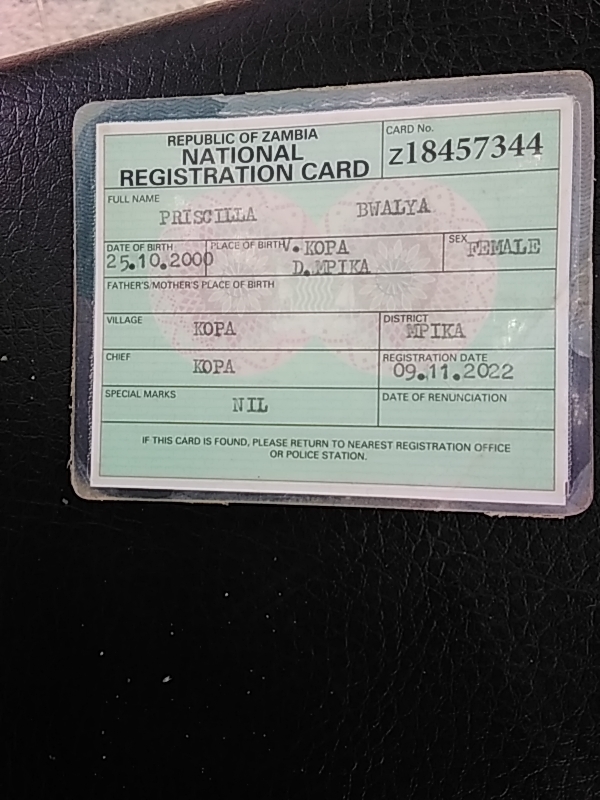 REPUBLIC OF ZAMBIA
NATIONAL
REGISTRATION CARD
CARD No.
z18457344
FULL NAME
PRISCILLA BWALYA
DATE OF BIRTH
25.10.2000
PLACE OF BIRTH V. KOPA
D.MPIKA
SEX FEMALE
FATHER'S/MOTHER'S PLACE OF BIRTH
VILLAGE
KOPA
DISTRICT
MPIKA
CHIEF
KOPA
REGISTRATION DATE
09.11.2022
SPECIAL MARKS
NIL
DATE OF RENUNCIATION
IF THIS CARD IS FOUND, PLEASE RETURN TO NEAREST REGISTRATION OFFICE
OR POLICE STATION.